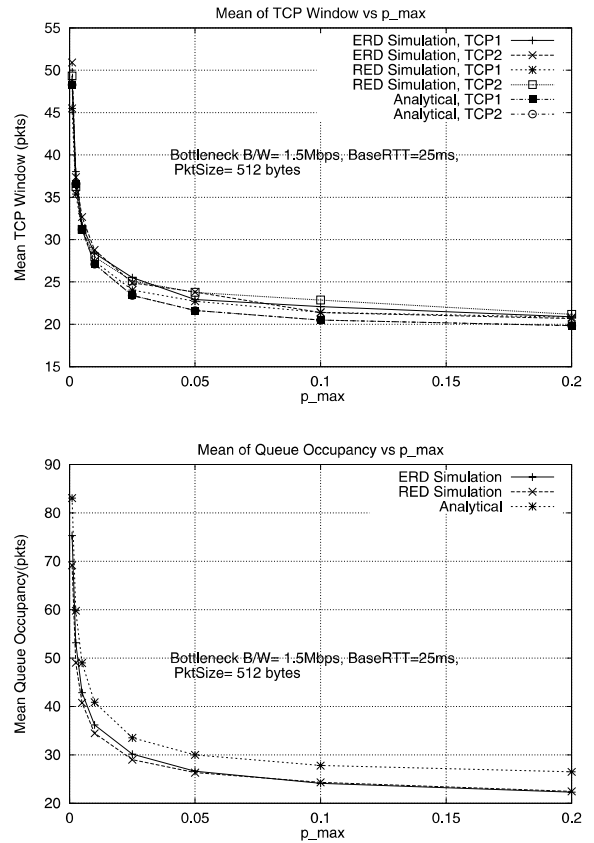 Mean of TCP Window vs p_max
ERD Simulation, TCP1
ERD Simulation, TCP2
RED Simulation, TCP1
RED Simulation, TCP2
Analytical, TCP1
Analytical, TCP2
Bottleneck B/W= 1.5Mbps, BaseRTT=25ms,
PktSize= 512 bytes
Mean TCP Window (pkts)
55
50
45
40
35
30
25
20
15
0
0.05
0.1
0.15
0.2
p_max
Mean of Queue Occupancy vs p_max
ERD Simulation
RED Simulation
Analytical
Bottleneck B/W= 1.5Mbps, BaseRTT=25ms,
PktSize= 512 bytes
Mean Queue Occupancy(pkts)
90
80
70
60
50
40
30
20
0
0.05
0.1
0.15
0.2
p_max